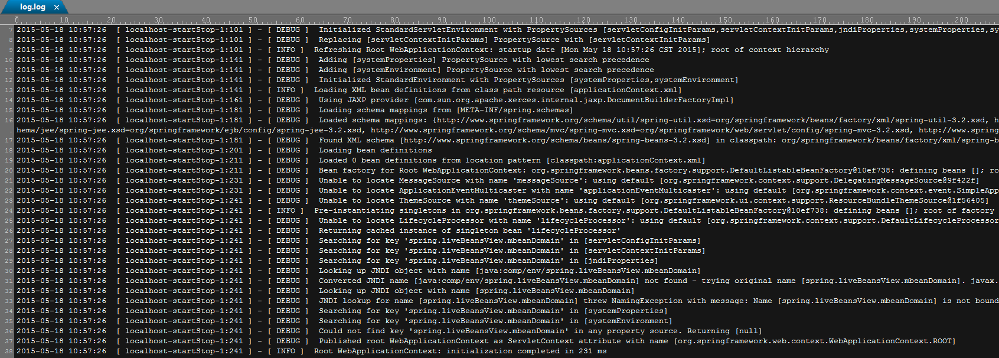 log.log ×
0 10 20 30 40 50 60 70 80 90 100 110 120 130 140 150 160 170 180 190 200
7 2015-05-18 10:57:26 [ localhost-startStop-1:101 ] - [ DEBUG ] Initialized StandardServletEnvironment with PropertySources [servletConfigInitParams,servletContextInitParams,jndiProperties,systemProperties,sy
8 2015-05-18 10:57:26 [ localhost-startStop-1:101 ] - [ DEBUG ] Replacing [servletContextInitParams] PropertySource with [servletContextInitParams]
9 2015-05-18 10:57:26 [ localhost-startStop-1:101 ] - [ INFO ] Refreshing Root WebApplicationContext: startup date [Mon May 18 10:57:26 CST 2015]; root of context hierarchy
10 2015-05-18 10:57:26 [ localhost-startStop-1:141 ] - [ DEBUG ] Adding [systemProperties] PropertySource with lowest search precedence
11 2015-05-18 10:57:26 [ localhost-startStop-1:141 ] - [ DEBUG ] Adding [systemEnvironment] PropertySource with lowest search precedence
12 2015-05-18 10:57:26 [ localhost-startStop-1:141 ] - [ DEBUG ] Initialized StandardEnvironment with PropertySources [systemProperties,systemEnvironment]
13 2015-05-18 10:57:26 [ localhost-startStop-1:141 ] - [ INFO ] Loading XML bean definitions from class path resource [applicationContext.xml]
14 2015-05-18 10:57:26 [ localhost-startStop-1:161 ] - [ DEBUG ] Using JAXP provider [com.sun.org.apache.xerces.internal.jaxp.DocumentBuilderFactoryImpl]
15 2015-05-18 10:57:26 [ localhost-startStop-1:181 ] - [ DEBUG ] Loading schema mappings from [META-INF/spring.schemas]
16 2015-05-18 10:57:26 [ localhost-startStop-1:181 ] - [ DEBUG ] Loaded schema mappings: {http://www.springframework.org/schema/util/spring-util.xsd=org/springframework/beans/factory/xml/spring-util-3.2.xsd, h
hema/jee/spring-jee.xsd=org/springframework/ejb/config/spring-jee-3.2.xsd, http://www.springframework.org/schema/mvc/spring-mvc.xsd=org/springframework/web/servlet/config/spring-mvc-3.2.xsd, http://www.spring
17 2015-05-18 10:57:26 [ localhost-startStop-1:181 ] - [ DEBUG ] Found XML schema [http://www.springframework.org/schema/beans/spring-beans-3.2.xsd] in classpath: org/springframework/beans/factory/xml/spring-b
18 2015-05-18 10:57:26 [ localhost-startStop-1:201 ] - [ DEBUG ] Loading bean definitions
19 2015-05-18 10:57:26 [ localhost-startStop-1:211 ] - [ DEBUG ] Loaded 0 bean definitions from location pattern [classpath:applicationContext.xml]
20 2015-05-18 10:57:26 [ localhost-startStop-1:211 ] - [ DEBUG ] Bean factory for Root WebApplicationContext: org.springframework.beans.factory.support.DefaultListableBeanFactory@10ef738: defining beans []; ro
21 2015-05-18 10:57:26 [ localhost-startStop-1:231 ] - [ DEBUG ] Unable to locate MessageSource with name 'messageSource': using default [org.springframework.context.support.DelegatingMessageSource@9f422f]
22 2015-05-18 10:57:26 [ localhost-startStop-1:231 ] - [ DEBUG ] Unable to locate ApplicationEventMulticaster with name 'applicationEventMulticaster': using default [org.springframework.context.event.SimpleApp
23 2015-05-18 10:57:26 [ localhost-startStop-1:241 ] - [ DEBUG ] Unable to locate ThemeSource with name 'themeSource': using default [org.springframework.ui.context.support.ResourceBundleThemeSource@1f56405]
24 2015-05-18 10:57:26 [ localhost-startStop-1:241 ] - [ INFO ] Pre-instantiating singletons in org.springframework.beans.factory.support.DefaultListableBeanFactory@10ef738: defining beans []; root of factory
25 2015-05-18 10:57:26 [ localhost-startStop-1:241 ] - [ DEBUG ] Unable to locate LifecycleProcessor with name 'lifecycleProcessor': using default [org.springframework.context.support.DefaultLifecycleProcessor
26 2015-05-18 10:57:26 [ localhost-startStop-1:241 ] - [ DEBUG ] Returning cached instance of singleton bean 'lifecycleProcessor'
27 2015-05-18 10:57:26 [ localhost-startStop-1:241 ] - [ DEBUG ] Searching for key 'spring.liveBeansView.mbeanDomain' in [servletConfigInitParams]
28 2015-05-18 10:57:26 [ localhost-startStop-1:241 ] - [ DEBUG ] Searching for key 'spring.liveBeansView.mbeanDomain' in [servletContextInitParams]
29 2015-05-18 10:57:26 [ localhost-startStop-1:241 ] - [ DEBUG ] Searching for key 'spring.liveBeansView.mbeanDomain' in [jndiProperties]
30 2015-05-18 10:57:26 [ localhost-startStop-1:241 ] - [ DEBUG ] Looking up JNDI object with name [java:comp/env/spring.liveBeansView.mbeanDomain]
31 2015-05-18 10:57:26 [ localhost-startStop-1:241 ] - [ DEBUG ] Converted JNDI name [java:comp/env/spring.liveBeansView.mbeanDomain] not found - trying original name [spring.liveBeansView.mbeanDomain]. javax.
32 2015-05-18 10:57:26 [ localhost-startStop-1:241 ] - [ DEBUG ] Looking up JNDI object with name [spring.liveBeansView.mbeanDomain]
33 2015-05-18 10:57:26 [ localhost-startStop-1:241 ] - [ DEBUG ] JNDI lookup for name [spring.liveBeansView.mbeanDomain] threw NamingException with message: Name [spring.liveBeansView.mbeanDomain] is not bound
34 2015-05-18 10:57:26 [ localhost-startStop-1:241 ] - [ DEBUG ] Searching for key 'spring.liveBeansView.mbeanDomain' in [systemProperties]
35 2015-05-18 10:57:26 [ localhost-startStop-1:241 ] - [ DEBUG ] Searching for key 'spring.liveBeansView.mbeanDomain' in [systemEnvironment]
36 2015-05-18 10:57:26 [ localhost-startStop-1:241 ] - [ DEBUG ] Could not find key 'spring.liveBeansView.mbeanDomain' in any property source. Returning [null]
37 2015-05-18 10:57:26 [ localhost-startStop-1:241 ] - [ DEBUG ] Published root WebApplicationContext as ServletContext attribute with name [org.springframework.web.context.WebApplicationContext.ROOT]
38 2015-05-18 10:57:26 [ localhost-startStop-1:241 ] - [ INFO ] Root WebApplicationContext: initialization completed in 231 ms